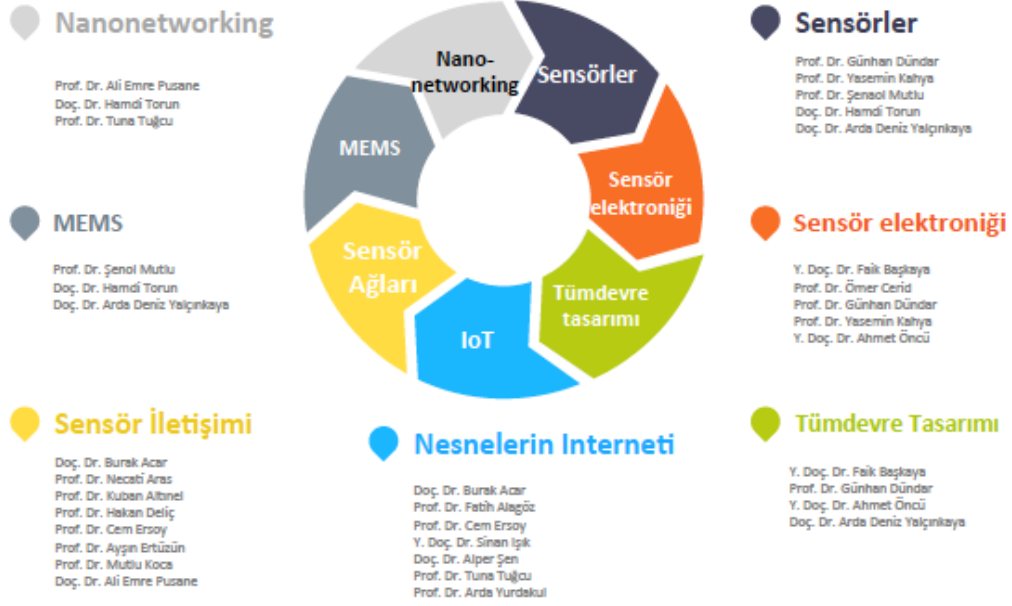 Nanonetworking
Prof. Dr. Ali Emre Pusane
Doç. Dr. Hamdi Torun
Prof. Dr. Tuna Tuğcu
MEMS
Prof. Dr. Şenol Mutlu
Doç. Dr. Hamdi Torun
Doç. Dr. Arda Deniz Yalçınkaya
Sensör İletişimi
Doç. Dr. Burak Acar
Prof. Dr. Necati Aras
Prof. Dr. Kuban Altınel
Prof. Dr. Hakan Deliç
Prof. Dr. Cem Ersoy
Prof. Dr. Ayşın Ertüzün
Prof. Dr. Mutlu Koca
Doç. Dr. Ali Emre Pusane
Nano-
networking
Sensörler
MEMS
Sensör
elektroniği
Sensör
Ağları
Tümdevre
tasarımı
IoT
Nesnelerin Interneti
Doç. Dr. Burak Acar
Prof. Dr. Fatih Alagöz
Prof. Dr. Cem Ersoy
Y. Doç. Dr. Sinan Işık
Doç. Dr. Alper Şen
Prof. Dr. Tuna Tuğcu
Prof. Dr. Arda Yurdakul
Sensörler
Prof. Dr. Günhan Dündar
Prof. Dr. Yasemin Kahya
Prof. Dr. Şenaol Mutlu
Doç. Dr. Hamdi Torun
Doç. Dr. Arda Deniz Yalçınkaya
Sensör elektroniği
Y. Doç. Dr. Faik Başkaya
Prof. Dr. Ömer Cerid
Prof. Dr. Günhan Dündar
Prof. Dr. Yasemin Kahya
Y. Doç. Dr. Ahmet Öncü
Tümdevre Tasarımı
Y. Doç. Dr. Faik Başkaya
Prof. Dr. Günhan Dündar
Y. Doç. Dr. Ahmet Öncü
Doç. Dr. Arda Deniz Yalçınkaya